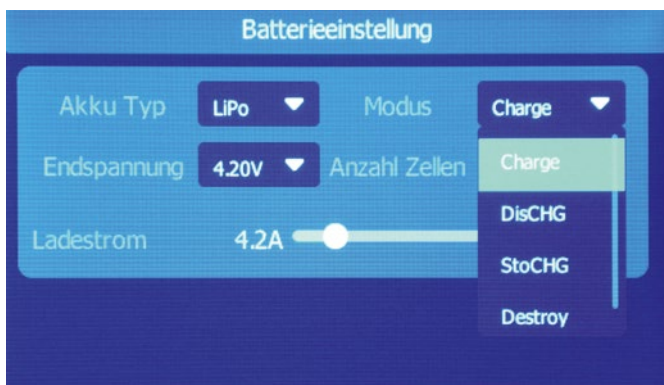 Batterieeinstellung
Akku Typ LiPo Modus Charge
Endspannung 4.20V Anzahl Zellen Charge
DisCHG
Ladestrom 4.2A
StoCHG
Destroy